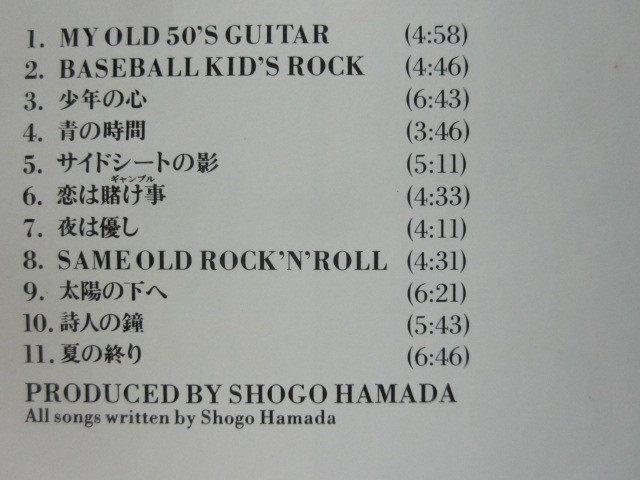 1. MY OLD 50'S GUITAR (4:58)
2. BASEBALL KID'S ROCK (4:46)
3. 少年の心 (6:43)
4. 青の時間 (3:46)
5. サイドシートの影 (5:11)
ギャンブル
6. 恋は賭け事 (4:33)
7. 夜は優し (4:11)
8. SAME OLD ROCK'N'ROLL (4:31)
9. 太陽の下へ (6:21)
10. 詩人の鐘 (5:43)
11. 夏の終り (6:46)
PRODUCED BY SHOGO HAMADA
All songs written by Shogo Hamada